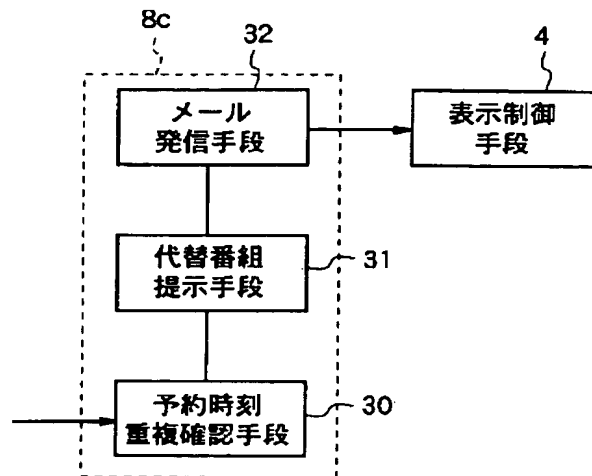 8c
32
4
メール
発信手段
表示制御
手段
代替番組
提示手段
31
予約時刻
重複確認手段
30